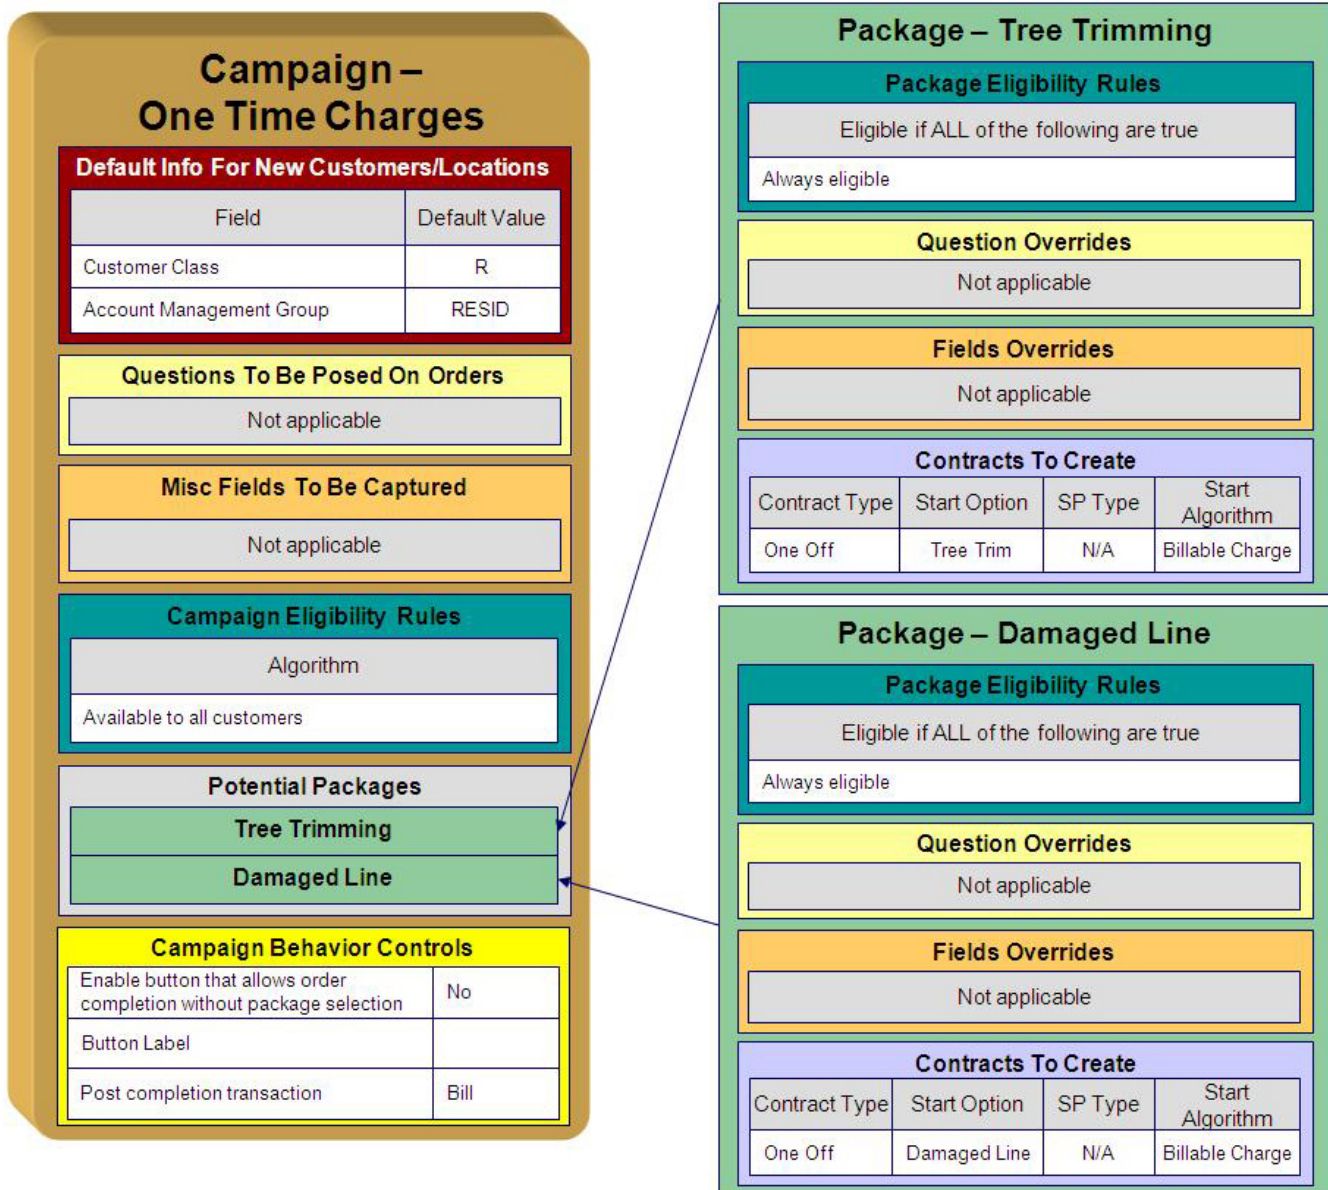 Campaign –
One Time Charges
Default Info For New Customers/Locations
Field Default Value
Customer Class R
Account Management Group RESID
Questions To Be Posed On Orders
Not applicable
Misc Fields To Be Captured
Not applicable
Campaign Eligibility Rules
Algorithm
Available to all customers
Potential Packages
Tree Trimming
Damaged Line
Campaign Behavior Controls
Enable button that allows order
completion without package selection No
Button Label
Post completion transaction Bill
Package – Tree Trimming
Package Eligibility Rules
Eligible if ALL of the following are true
Always eligible
Question Overrides
Not applicable
Fields Overrides
Not applicable
Contracts To Create
Contract Type Start Option SP Type Start
Algorithm
One Off Tree Trim N/A Billable Charge
Package – Damaged Line
Package Eligibility Rules
Eligible if ALL of the following are true
Always eligible
Question Overrides
Not applicable
Fields Overrides
Not applicable
Contracts To Create
Contract Type Start Option SP Type Start
Algorithm
One Off Damaged Line N/A Billable Charge